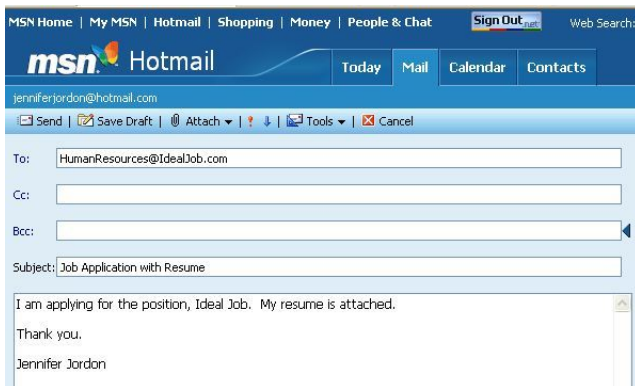 MSN Home | My MSN | Hotmail | Shopping | Money | People & Chat Sign Out .net Web Search:
msn Hotmail Today Mail Calendar Contacts
jenniferjordon@hotmail.com
Send | Save Draft | Attach | ! | Tools | Cancel
To: HumanResources@IdealJob.com
Cc:
Bcc:
Subject: Job Application with Resume
I am applying for the position, Ideal Job. My resume is attached.
Thank you.
Jennifer Jordon